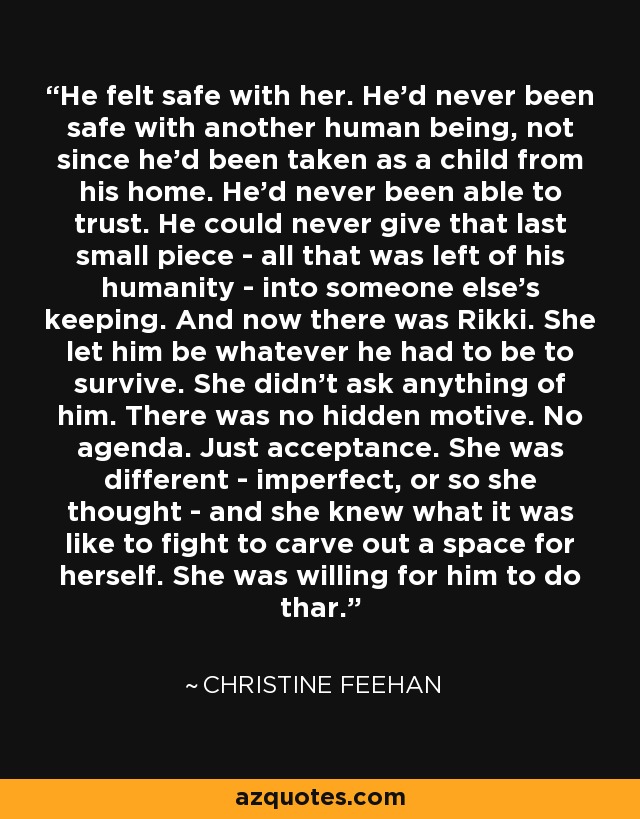 “He felt safe with her. He’d never been
safe with another human being, not
since he’d been taken as a child from
his home. He’d never been able to
trust. He could never give that last
small piece - all that was left of his
humanity - into someone else’s
keeping. And now there was Rikki. She
let him be whatever he had to be to
survive. She didn’t ask anything of
him. There was no hidden motive. No
agenda. Just acceptance. She was
different - imperfect, or so she
thought - and she knew what it was
like to fight to carve out a space for
herself. She was willing for him to do
thar.”
~ CHRISTINE FEEHAN
azquotes.com